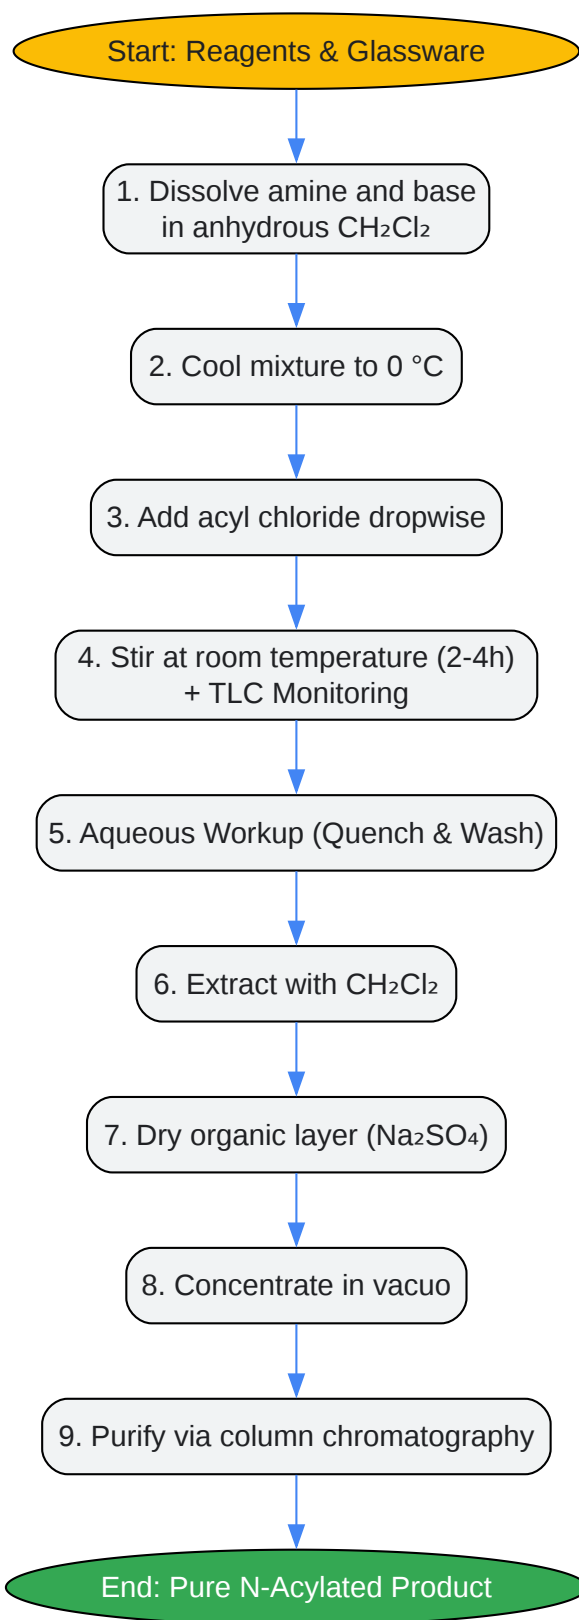 Start: Reagents & Glassware
1. Dissolve amine and base
in anhydrous CH₂Cl₂
2. Cool mixture to 0 °C
3. Add acyl chloride dropwise
4. Stir at room temperature (2-4h)
+ TLC Monitoring
5. Aqueous Workup (Quench & Wash)
6. Extract with CH₂Cl₂
7. Dry organic layer (Na₂SO₄)
8. Concentrate in vacuo
9. Purify via column chromatography
End: Pure N-Acylated Product